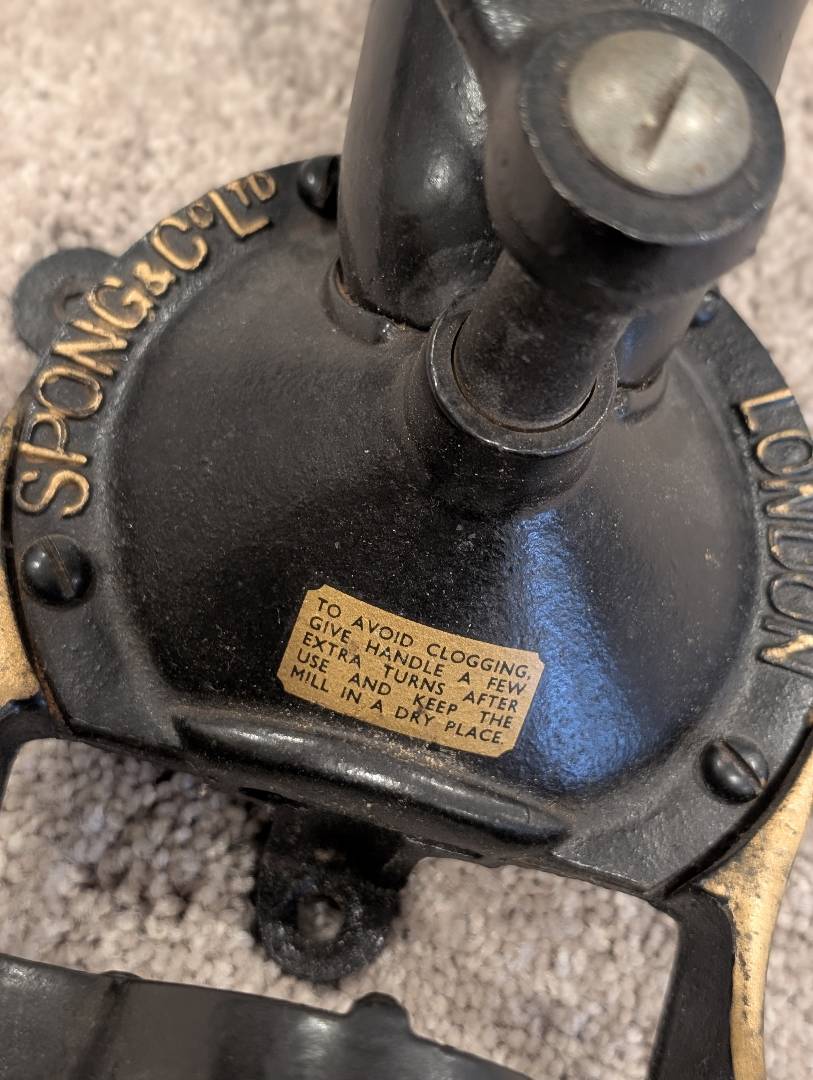 SPONG & Co LTD
LONDON
TO AVOID CLOGGING,
GIVE HANDLE A FEW
EXTRA TURNS AFTER
USE AND KEEP THE
MILL IN A DRY PLACE.